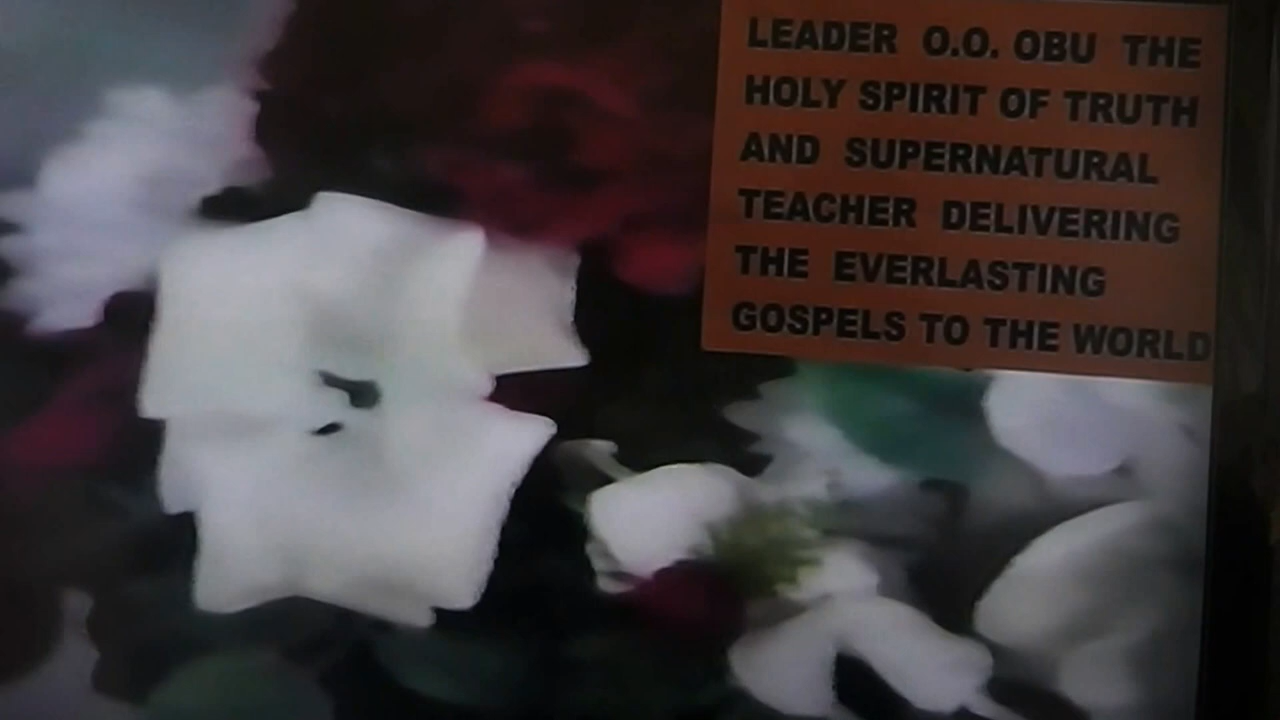 LEADER O.O. OBU THE
HOLY SPIRIT OF TRUTH
AND SUPERNATURAL
TEACHER DELIVERING
THE EVERLASTING
GOSPELS TO THE WORLD